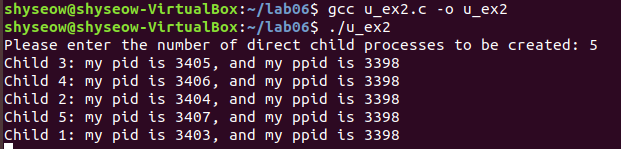 shyseow@shyseow-VirtualBox:~/lab06$ gcc u_ex2.c -o u_ex2
shyseow@shyseow-VirtualBox:~/lab06$ ./u_ex2
Please enter the number of direct child processes to be created: 5
Child 3: my pid is 3405, and my ppid is 3398
Child 4: my pid is 3406, and my ppid is 3398
Child 2: my pid is 3404, and my ppid is 3398
Child 5: my pid is 3407, and my ppid is 3398
Child 1: my pid is 3403, and my ppid is 3398